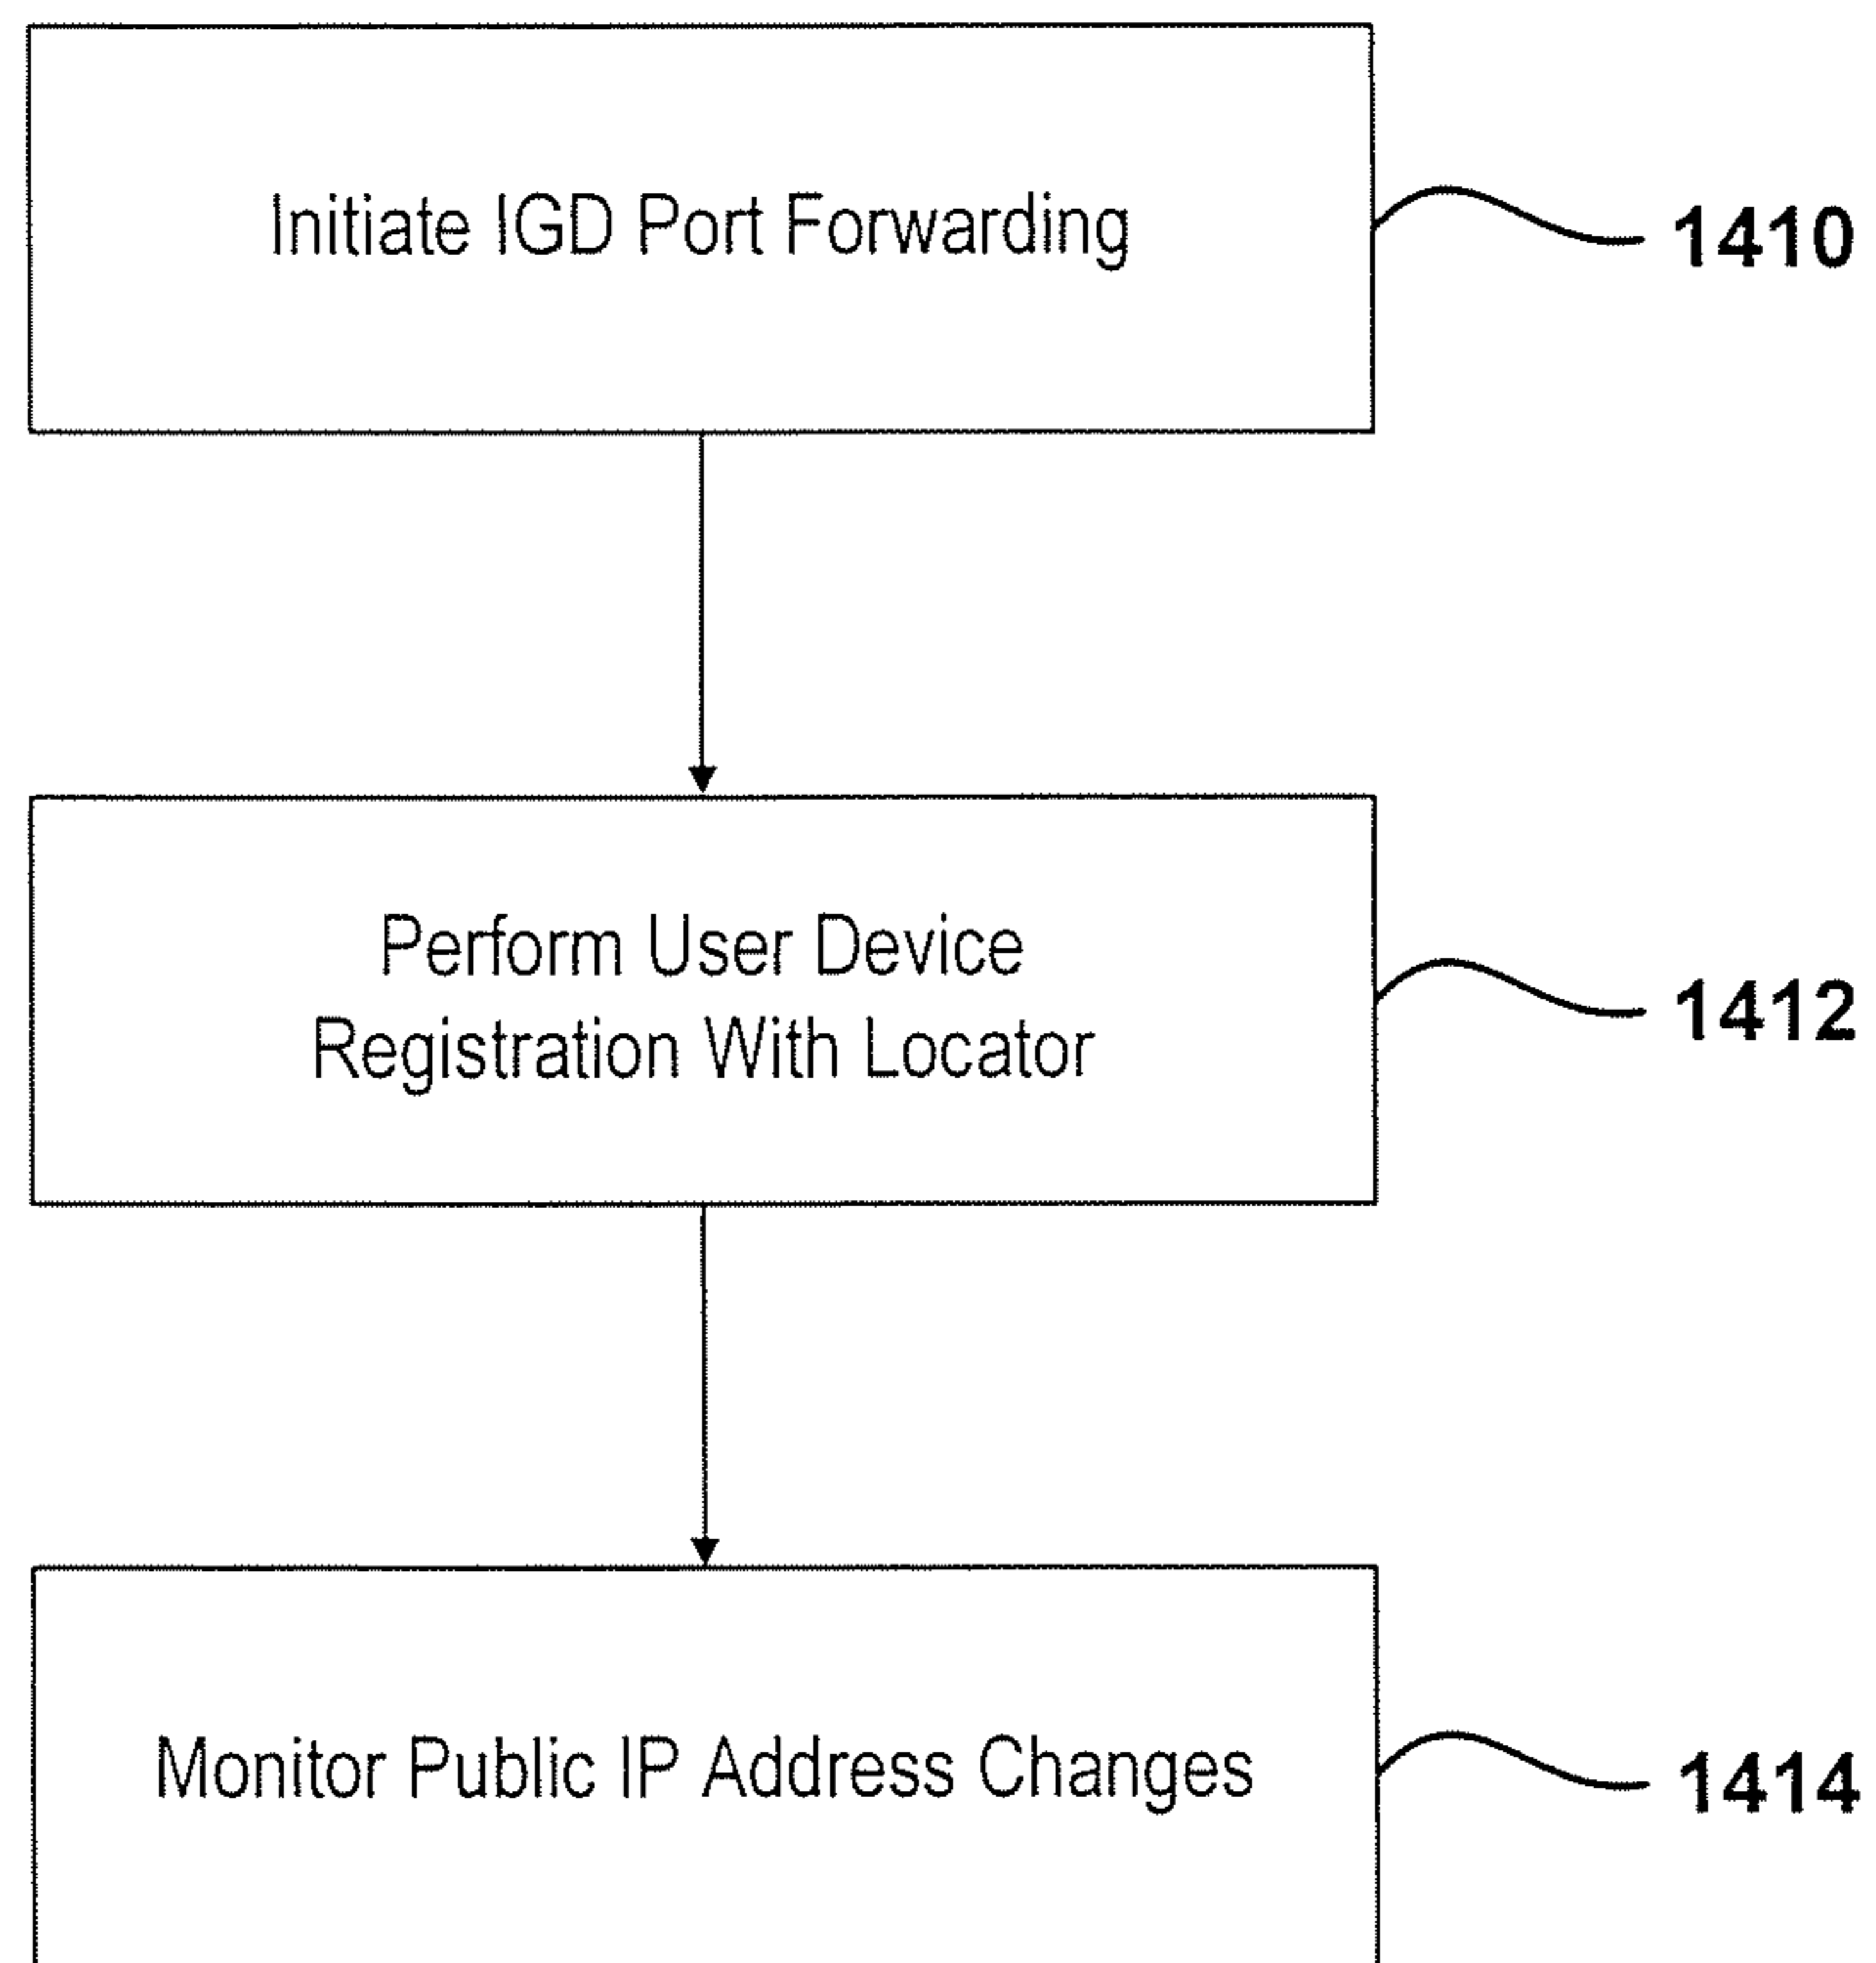 Initiate IGD Port Forwarding
1410
Perform User Device
Registration With Locator
1412
Monitor Public IP Address Changes
1414